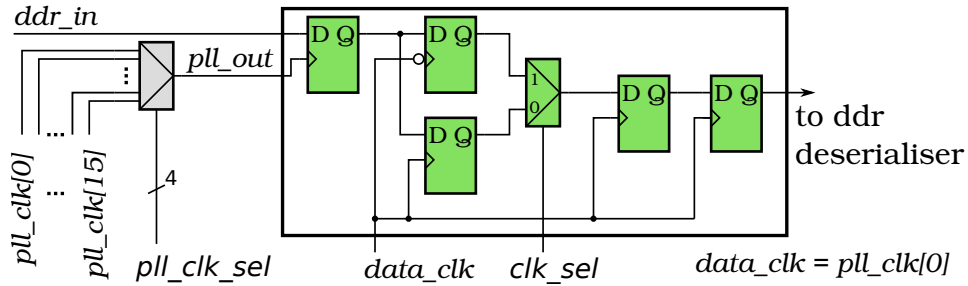 ddr_in
pll_out
pll_clk[0]
...
pll_clk[15]
...
...
4
pll_clk_sel
D Q
D Q
D Q
1
0
D Q
D Q
data_clk
clk_sel
to ddr
deserialiser
data_clk = pll_clk[0]